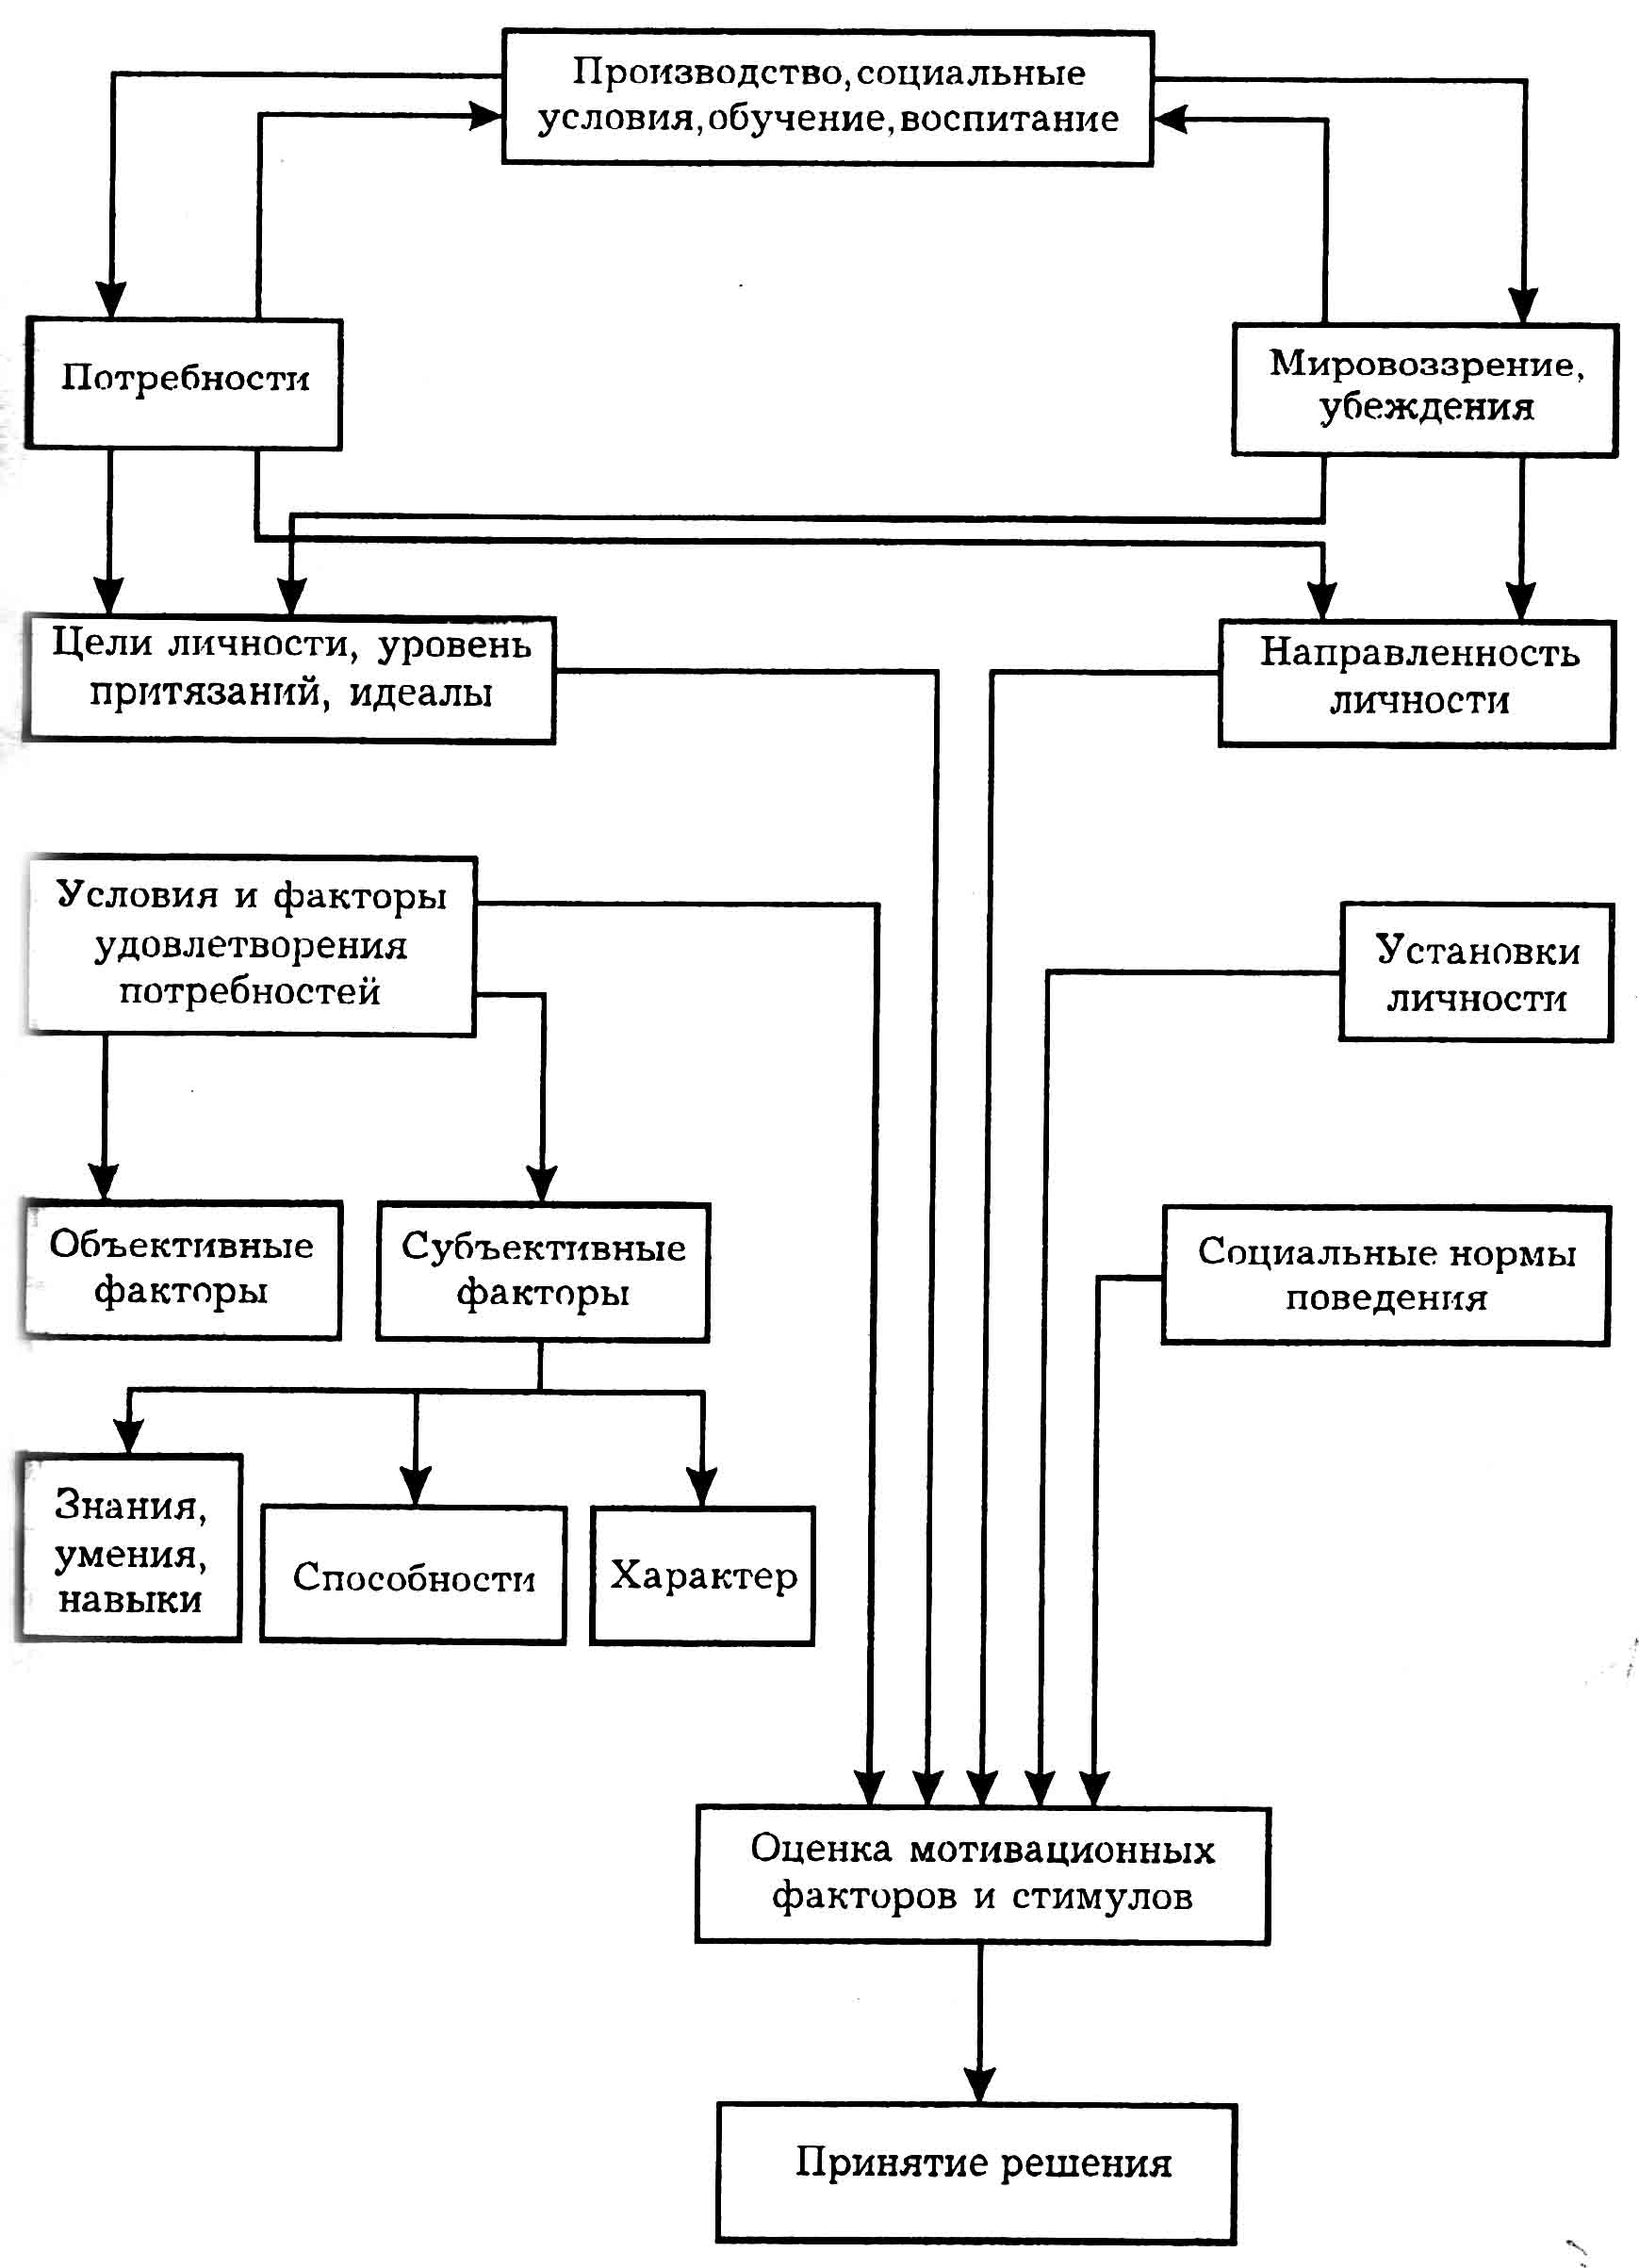 Производство, социальные
условия, обучение, воспитание
Потребности
Мировоззрение,
убеждения
Цели личности, уровень
притязаний, идеалы
Направленность
личности
Условия и факторы
удовлетворения
потребностей
Установки
личности
Объективные
факторы
Субъективные
факторы
Социальные нормы
поведения
Знания,
умения,
навыки
Способности
Характер
Оценка мотивационных
факторов и стимулов
Принятие решения